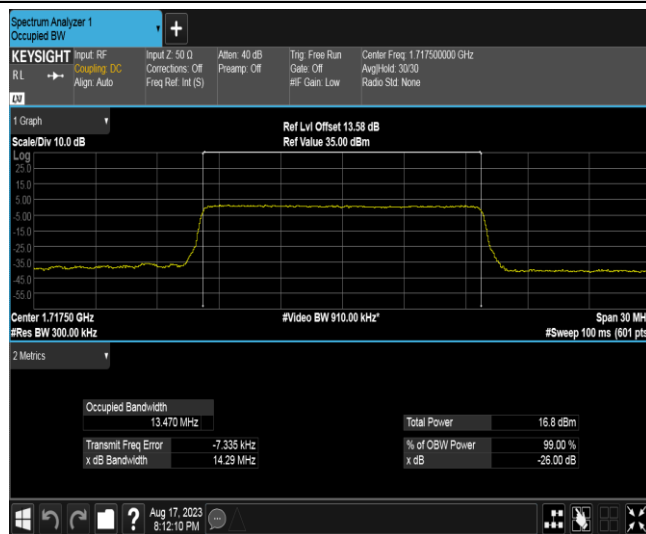 Spectrum Analyzer 1
Occupied BW
+
KEYSIGHT
RL
LXI
Input: RF
Coupling: DC
Align: Auto
Input Z: 50 Ω
Corrections: Off
Freq Ref: Int (S)
Atten: 40 dB
Preamp: Off
Trig: Free Run
Gate: Off
#IF Gain: Low
Center Freq: 1.717500000 GHz
Avg|Hold: 30/30
Radio Std: None
1 Graph
Scale/Div 10.0 dB
Ref Lvl Offset 13.58 dB
Ref Value 35.00 dBm
Log
25.0
15.0
5.00
-5.00
-15.0
-25.0
-35.0
-45.0
-55.0
Center 1.71750 GHz
#Video BW 910.00 kHz*
Span 30 MH
#Res BW 300.00 kHz
#Sweep 100 ms (601 pts
2 Metrics
Occupied Bandwidth
13.470 MHz
Total Power 16.8 dBm
Transmit Freq Error -7.335 kHz
% of OBW Power 99.00 %
x dB Bandwidth 14.29 MHz
x dB -26.00 dB
?
Aug 17, 2023
8:12:10 PM